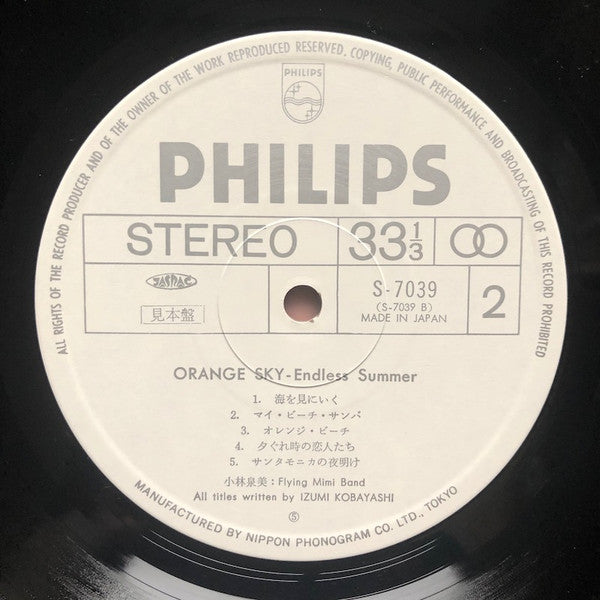 ALL RIGHTS OF THE RECORD PRODUCER AND OF THE OWNER OF THE WORK REPRODUCED RESERVED. COPYING, PUBLIC PERFORMANCE AND BROADCASTING OF THIS RECORD PROHIBITED
PHILIPS
PHILIPS
STEREO 33 1/3
JASRAC
見本盤
S-7039
(S-7039 B)
MADE IN JAPAN
2
ORANGE SKY-Endless Summer
1. 海を見にいく
2. マイ・ビーチ・サンバ
3. オレンジ・ビーチ
4. 夕ぐれ時の恋人たち
5. サンタモニカの夜明け
小林泉美：Flying Mimi Band
All titles written by IZUMI KOBAYASHI
⑤
MANUFACTURED BY NIPPON PHONOGRAM CO. LTD., TOKYO